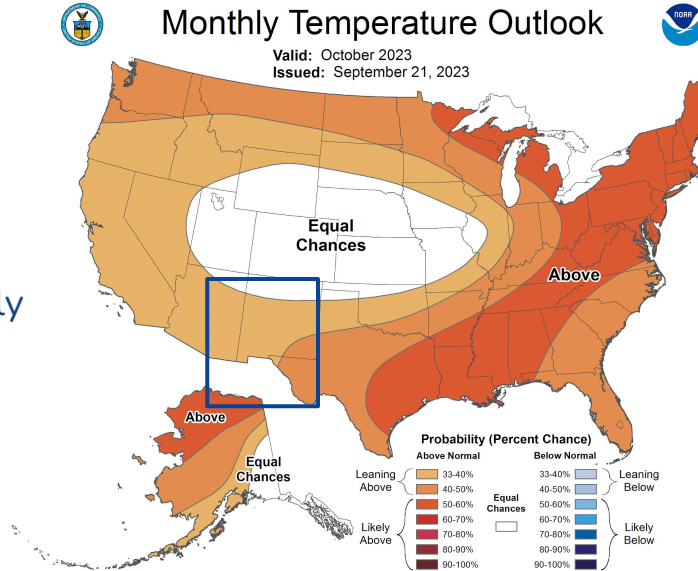 Monthly Temperature Outlook
Valid: October 2023
Issued: September 21, 2023
NOAA
ly
Equal
Chances
Above
Above
Equal
Chances
Probability (Percent Chance)
Above Normal
Below Normal
Leaning
Above
33-40%
40-50%
Likely
Above
50-60%
60-70%
70-80%
80-90%
90-100%
Equal
Chances
33-40%
40-50%
Leaning
Below
50-60%
60-70%
70-80%
80-90%
90-100%
Likely
Below